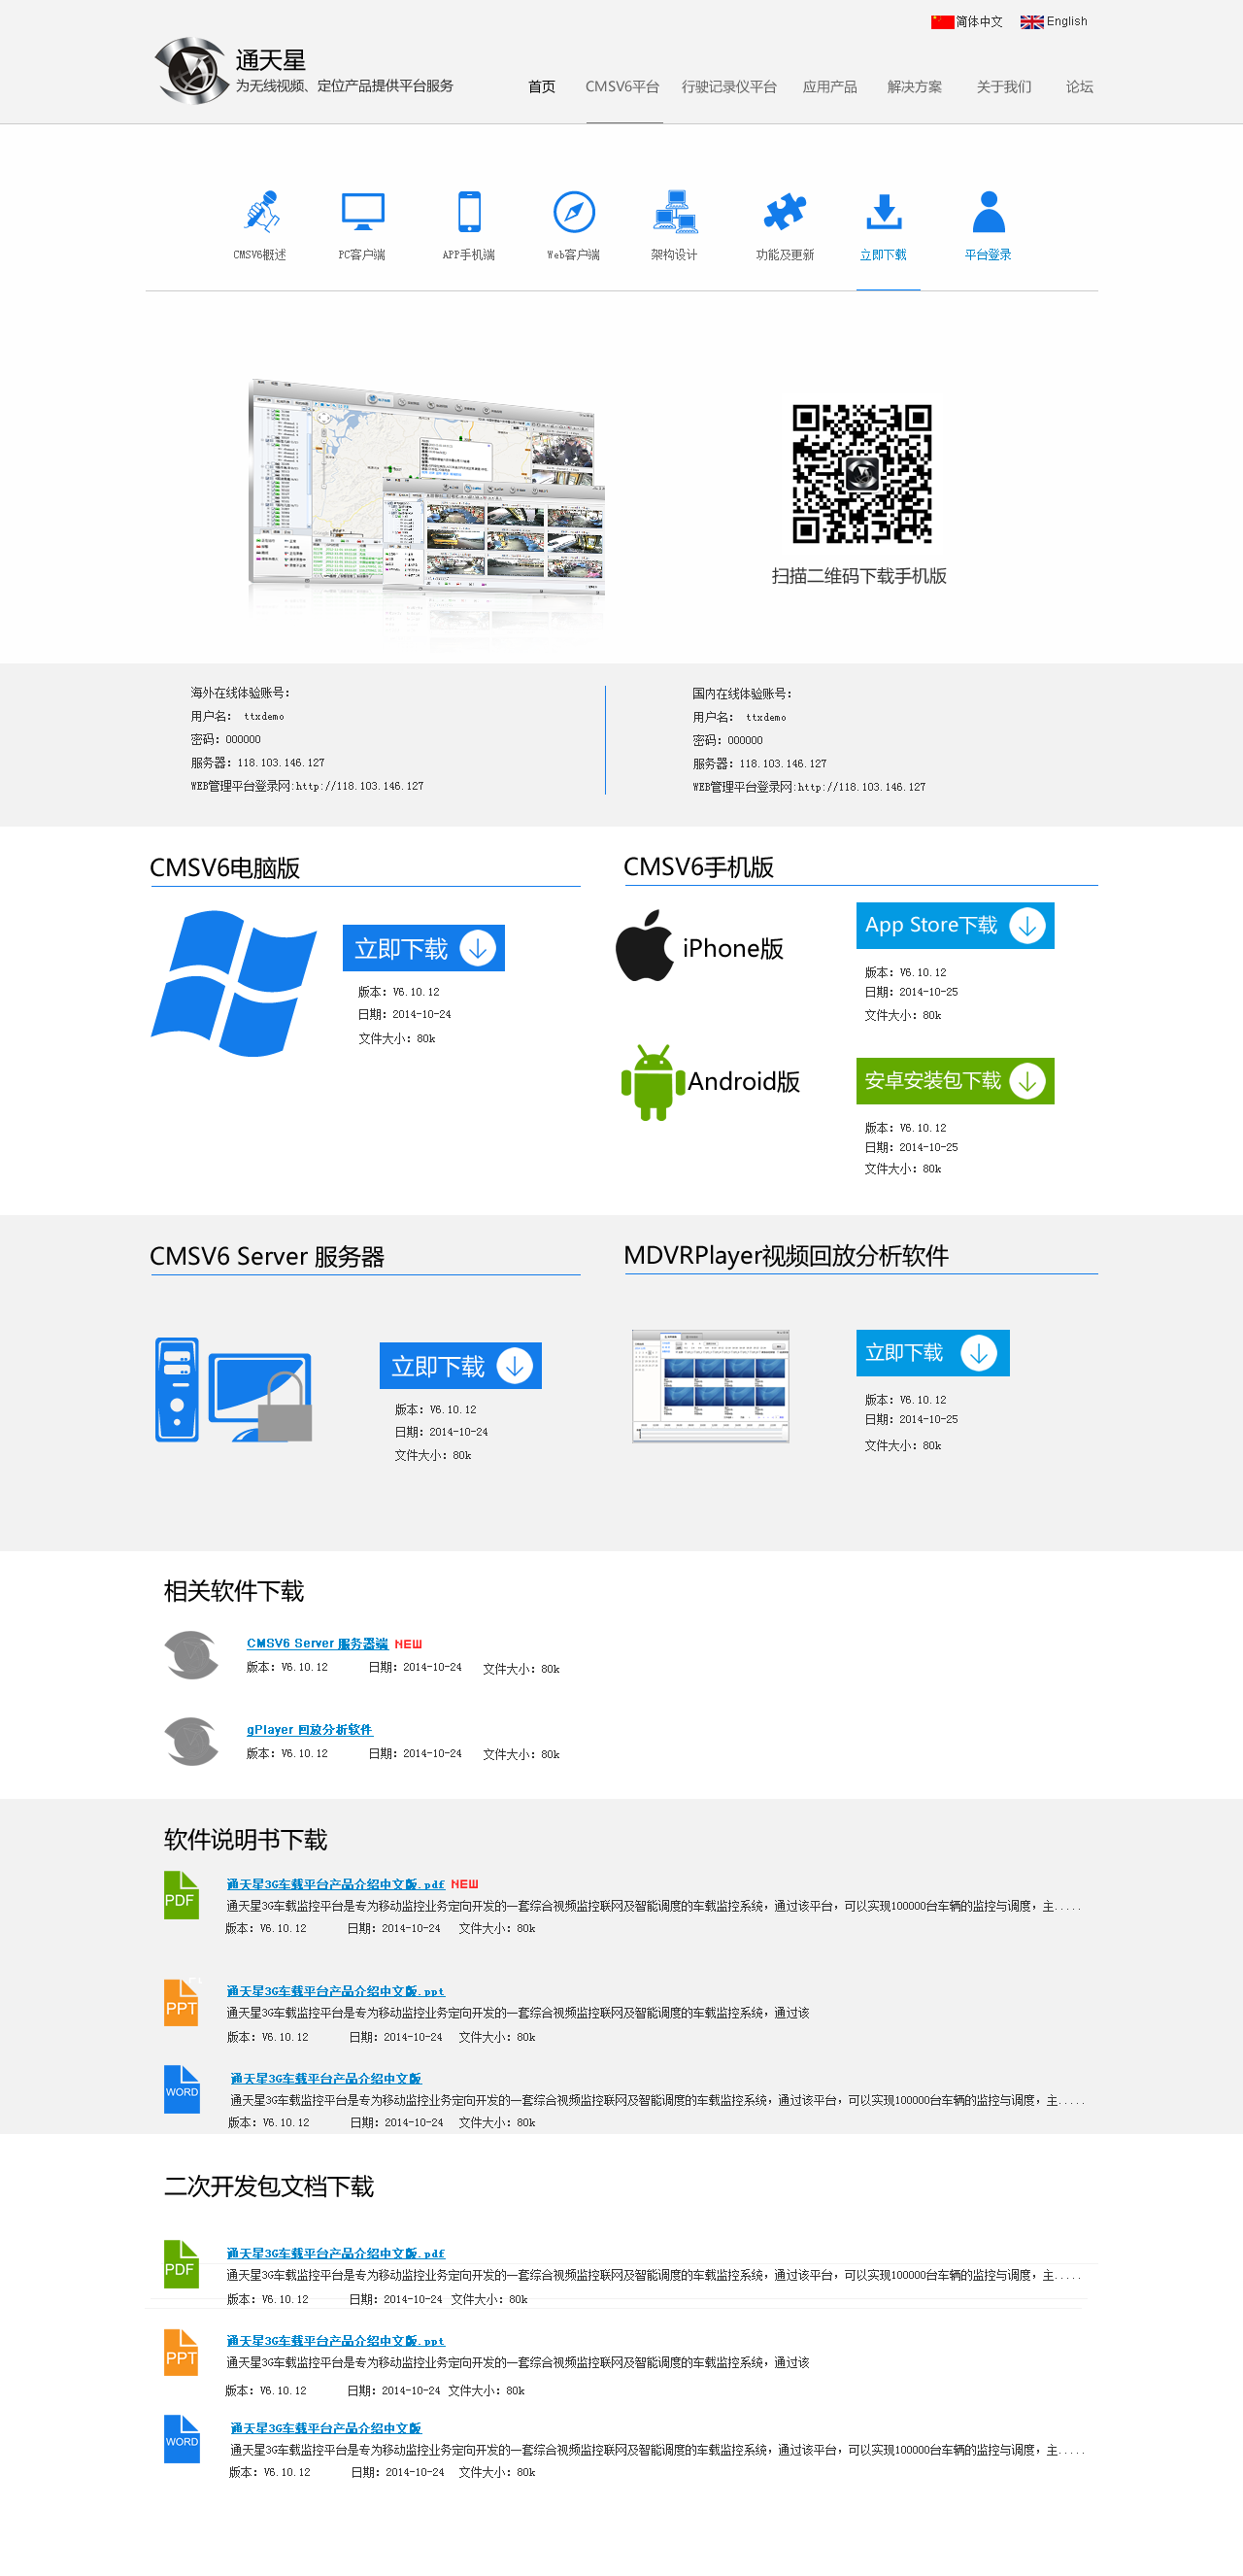 简体中文 English
通天星
为无线视频、定位产品提供平台服务
首页 CMSV6平台 行驶记录仪平台 应用产品 解决方案 关于我们 论坛
CMSV6概述 PC客户端 APP手机端 Web客户端 架构设计 功能及更新 立即下载 平台登录
扫描二维码下载手机版
海外在线体验账号:
用户名: ttxdemo
密码: 000000
服务器: 118.103.146.127
WEB管理平台登录网:http://118.103.146.127
国内在线体验账号:
用户名: ttxdemo
密码: 000000
服务器: 118.103.146.127
WEB管理平台登录网:http://118.103.146.127
CMSV6电脑版
立即下载
版本: V6.10.12
日期: 2014-10-24
文件大小: 80k
CMSV6手机版
iPhone版
App Store下载
版本: V6.10.12
日期: 2014-10-25
文件大小: 80k
Android版
安卓安装包下载
版本: V6.10.12
日期: 2014-10-25
文件大小: 80k
CMSV6 Server 服务器
立即下载
版本: V6.10.12
日期: 2014-10-24
文件大小: 80k
MDVRPlayer视频回放分析软件
立即下载
版本: V6.10.12
日期: 2014-10-25
文件大小: 80k
相关软件下载
CMSV6 Server 服务器端 NEW
版本: V6.10.12 日期: 2014-10-24 文件大小: 80k
gPlayer 回放分析软件
版本: V6.10.12 日期: 2014-10-24 文件大小: 80k
软件说明书下载
PDF
通天星3G车载平台产品介绍中文版.pdf NEW
通天星3G车载监控平台是专为移动监控业务定向开发的一套综合视频监控联网及智能调度的车载监控系统，通过该平台，可以实现100000台车辆的监控与调度，主.....
版本: V6.10.12 日期: 2014-10-24 文件大小: 80k
PPT
通天星3G车载平台产品介绍中文版.ppt
通天星3G车载监控平台是专为移动监控业务定向开发的一套综合视频监控联网及智能调度的车载监控系统，通过该
版本: V6.10.12 日期: 2014-10-24 文件大小: 80k
WORD
通天星3G车载平台产品介绍中文版
通天星3G车载监控平台是专为移动监控业务定向开发的一套综合视频监控联网及智能调度的车载监控系统，通过该平台，可以实现100000台车辆的监控与调度，主.....
版本: V6.10.12 日期: 2014-10-24 文件大小: 80k
二次开发包文档下载
PDF
通天星3G车载平台产品介绍中文版.pdf
通天星3G车载监控平台是专为移动监控业务定向开发的一套综合视频监控联网及智能调度的车载监控系统，通过该平台，可以实现100000台车辆的监控与调度，主.....
版本: V6.10.12 日期: 2014-10-24 文件大小: 80k
PPT
通天星3G车载平台产品介绍中文版.ppt
通天星3G车载监控平台是专为移动监控业务定向开发的一套综合视频监控联网及智能调度的车载监控系统，通过该
版本: V6.10.12 日期: 2014-10-24 文件大小: 80k
WORD
通天星3G车载平台产品介绍中文版
通天星3G车载监控平台是专为移动监控业务定向开发的一套综合视频监控联网及智能调度的车载监控系统，通过该平台，可以实现100000台车辆的监控与调度，主.....
版本: V6.10.12 日期: 2014-10-24 文件大小: 80k